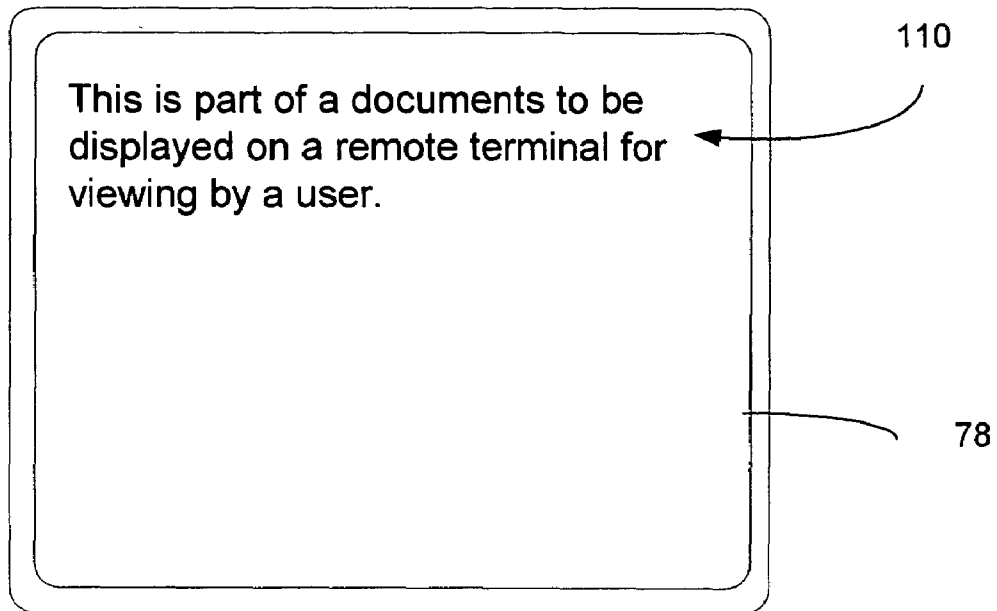 110
This is part of a documents to be
displayed on a remote terminal for
viewing by a user.
78